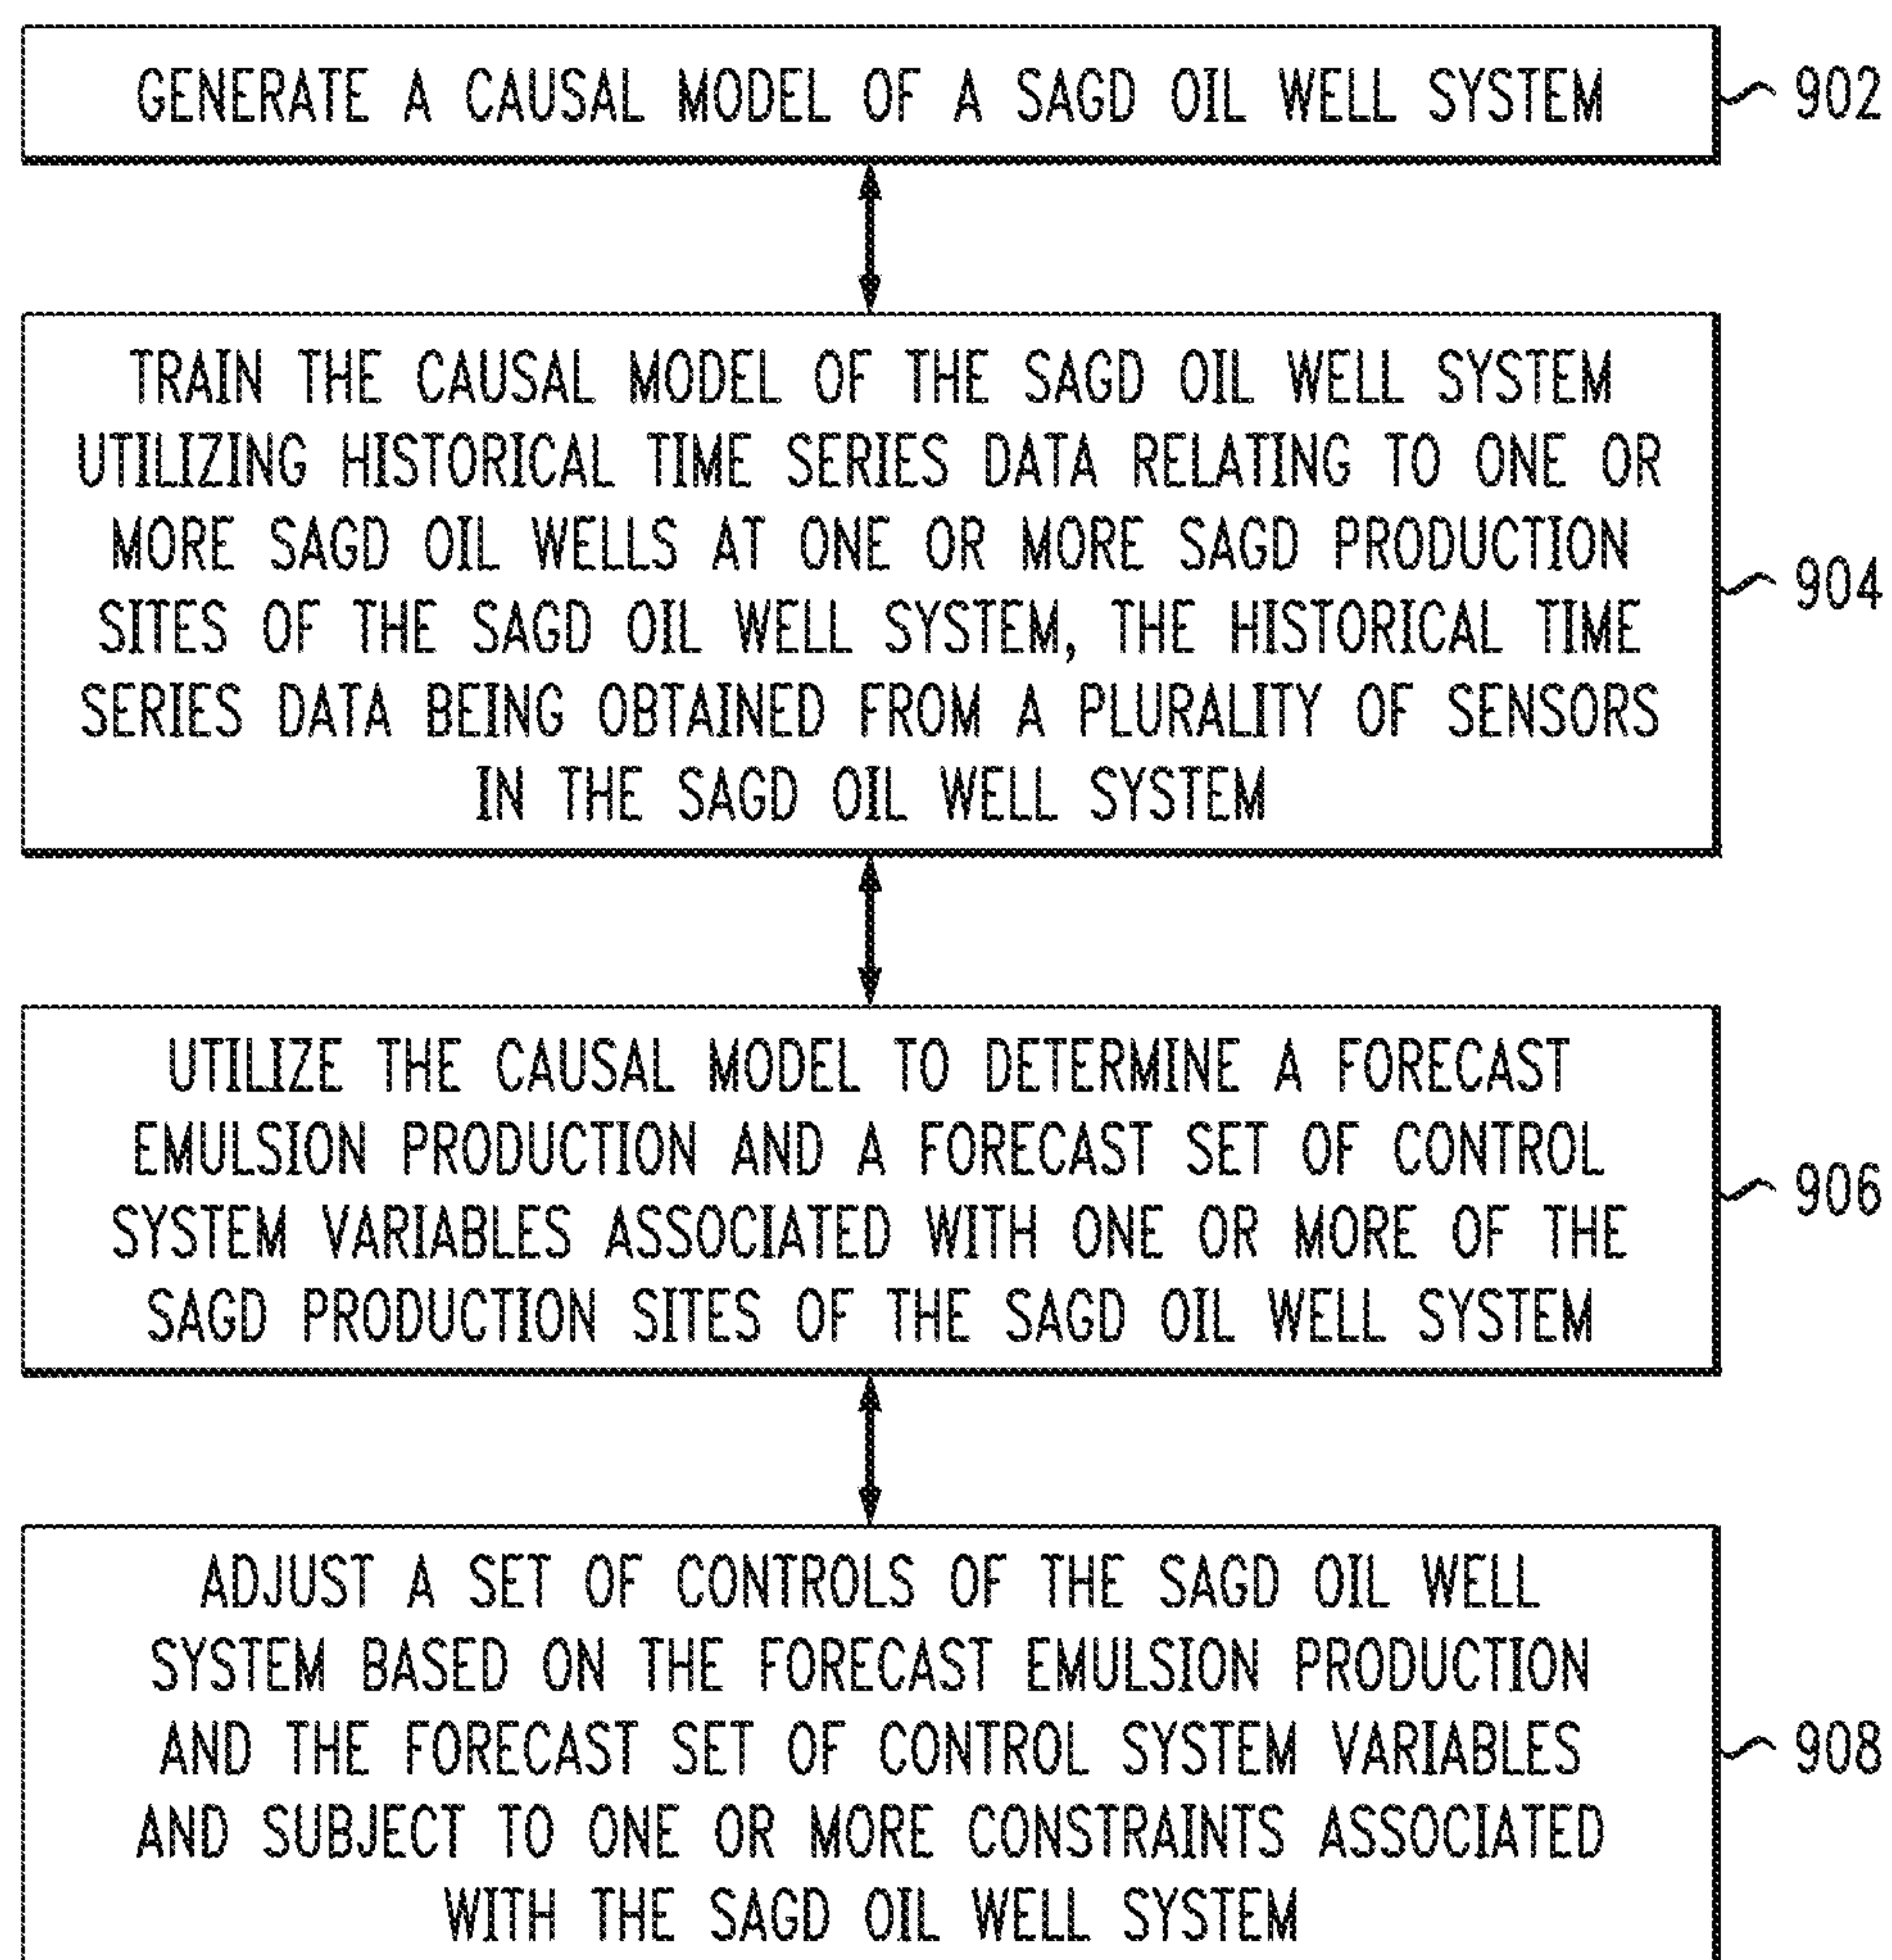 GENERATE A CAUSAL MODEL OF A SAGD OIL WELL SYSTEM
902
TRAIN THE CAUSAL MODEL OF THE SAGD OIL WELL SYSTEM
UTILIZING HISTORICAL TIME SERIES DATA RELATING TO ONE OR
MORE SAGD OIL WELLS AT ONE OR MORE SAGD PRODUCTION
SITES OF THE SAGD OIL WELL SYSTEM, THE HISTORICAL TIME
SERIES DATA BEING OBTAINED FROM A PLURALITY OF SENSORS
IN THE SAGD OIL WELL SYSTEM
904
UTILIZE THE CAUSAL MODEL TO DETERMINE A FORECAST
EMULSION PRODUCTION AND A FORECAST SET OF CONTROL
SYSTEM VARIABLES ASSOCIATED WITH ONE OR MORE OF THE
SAGD PRODUCTION SITES OF THE SAGD OIL WELL SYSTEM
906
ADJUST A SET OF CONTROLS OF THE SAGD OIL WELL
SYSTEM BASED ON THE FORECAST EMULSION PRODUCTION
AND THE FORECAST SET OF CONTROL SYSTEM VARIABLES
AND SUBJECT TO ONE OR MORE CONSTRAINTS ASSOCIATED
WITH THE SAGD OIL WELL SYSTEM
908